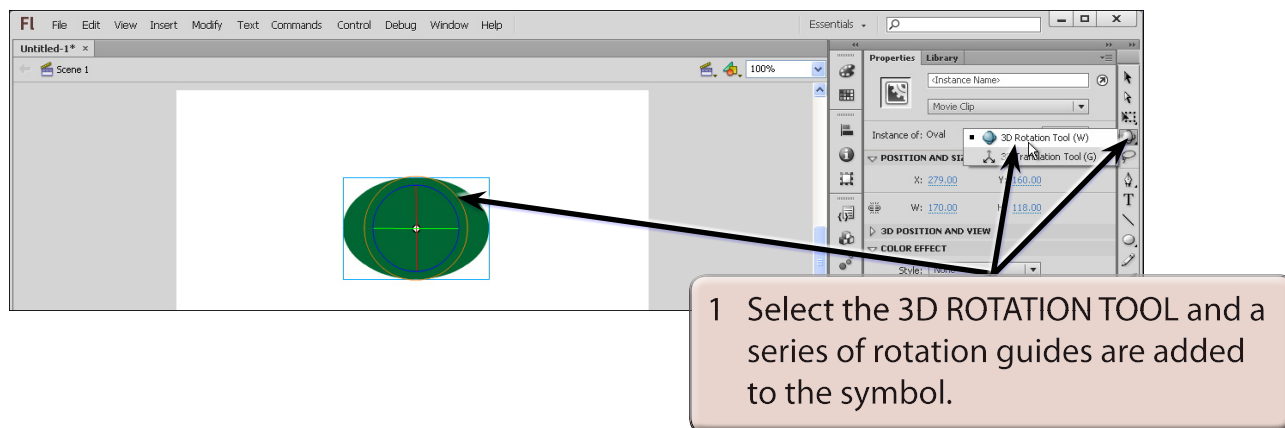 Fl File Edit View Insert Modify Text Commands Control Debug Window Help Essentials
Untitled-1* ×
Scene 1 100%
Properties Library
<Instance Name>
Movie Clip
Instance of: Oval
3D Rotation Tool (W)
Translation Tool (G)
POSITION AND
X: 279.00 Y: 160.00
W: 170.00 H: 118.00
3D POSITION AND VIEW
COLOR EFFECT
Style: None
T
1 Select the 3D ROTATION TOOL and a
series of rotation guides are added
to the symbol.